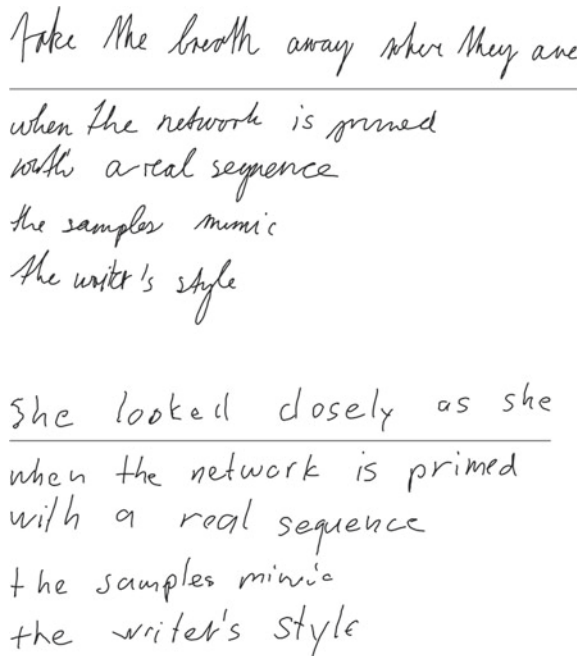 take the breath away when they are
when the network is primed
with a real sequence
the samples mimic
the writer's style
She looked closely as she
when the network is primed
with a real sequence
the samples mimic
the writer's style